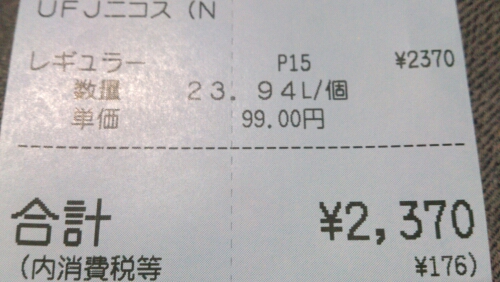 UFJニコス (N
レギュラー P15 ¥2370
数量 23.94L/個
単価 99.00円
合計 ¥2,370
(内消費税等 ¥176)